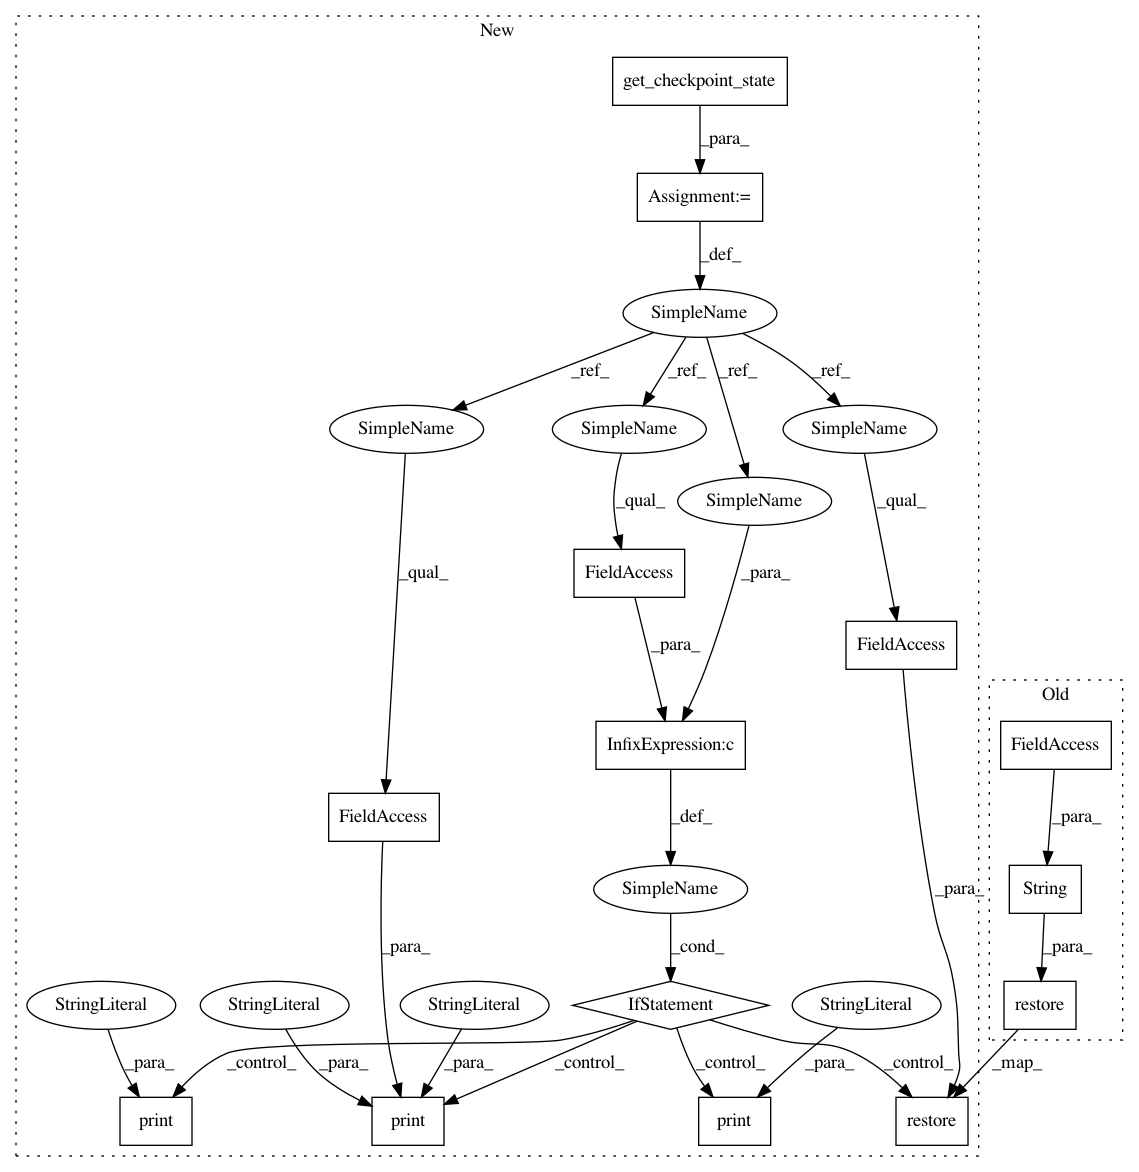 New
get_checkpoint_state
_para_
Assignment:=
_def_
SimpleName
_ref_
_ref_
_ref_
_ref_
SimpleName
SimpleName
SimpleName
SimpleName
_qual_
_qual_
_qual_
_para_
FieldAccess
FieldAccess
_para_
Old
FieldAccess
InfixExpression:c
FieldAccess
_def_
_para_
SimpleName
String
_para_
_para_
_cond_
_para_
StringLiteral
StringLiteral
StringLiteral
IfStatement
StringLiteral
restore
_para_
_control_
_para_
_para_
_control_
_control_
_para_
_control_
_map_
print
print
print
restore